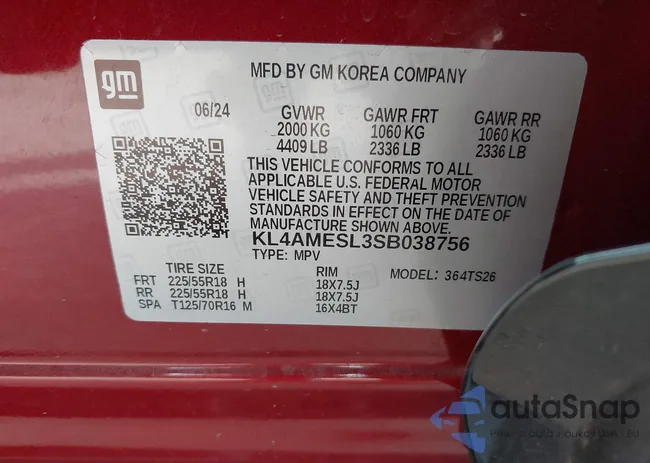 gm
MFD BY GM KOREA COMPANY
06/24 GVWR GAWR FRT GAWR RR
2000 KG 1060 KG 1060 KG
4409 LB 2336 LB 2336 LB
THIS VEHICLE CONFORMS TO ALL
APPLICABLE U.S. FEDERAL MOTOR
VEHICLE SAFETY AND THEFT PREVENTION
STANDARDS IN EFFECT ON THE DATE OF
MANUFACTURE SHOWN ABOVE.
KL4AMESL3SB038756
TYPE: MPV
TIRE SIZE RIM MODEL: 364TS26
FRT 225/55R18 H 18X7.5J
RR 225/55R18 H 18X7.5J
SPA T125/70R16 M 16X4BT
autaSnap